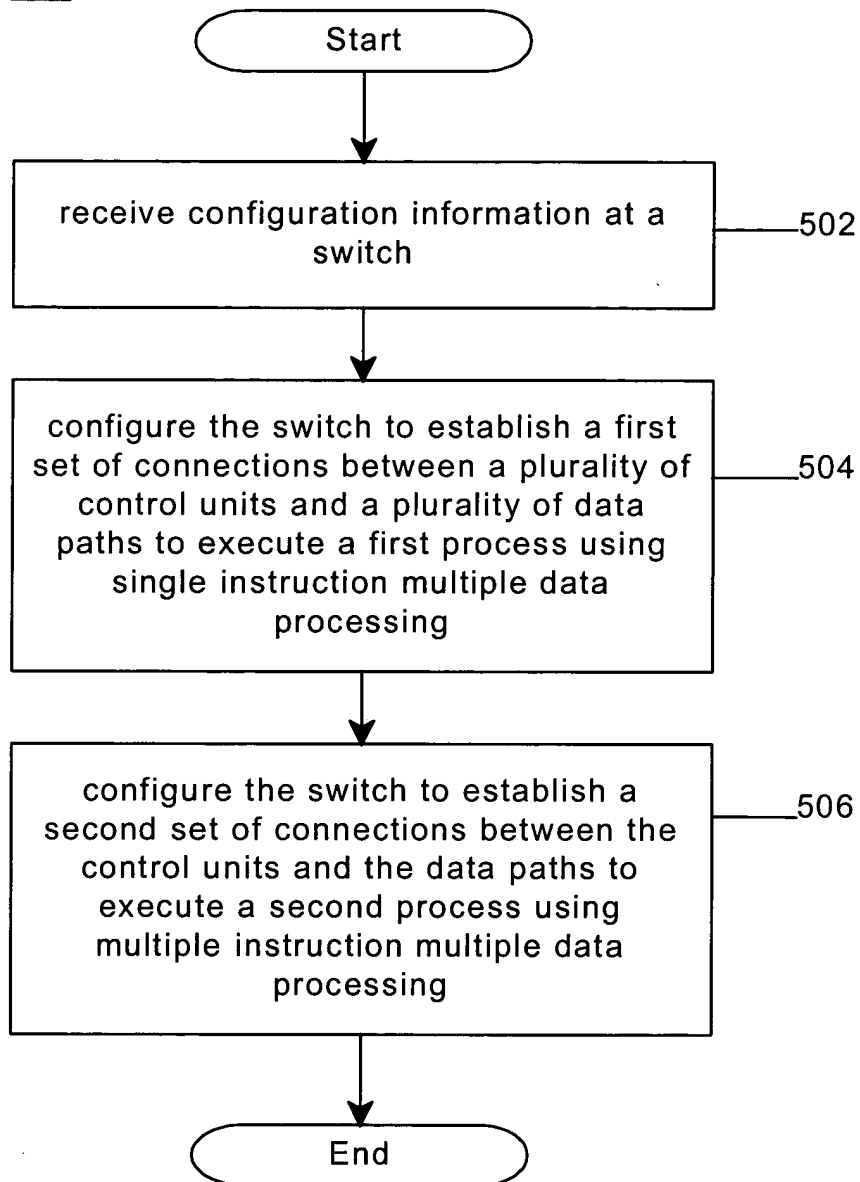 Start
receive configuration information at a
switch
502
configure the switch to establish a first
set of connections between a plurality of
control units and a plurality of data
paths to execute a first process using
single instruction multiple data
processing
504
configure the switch to establish a
second set of connections between the
control units and the data paths to
execute a second process using
multiple instruction multiple data
processing
506
End